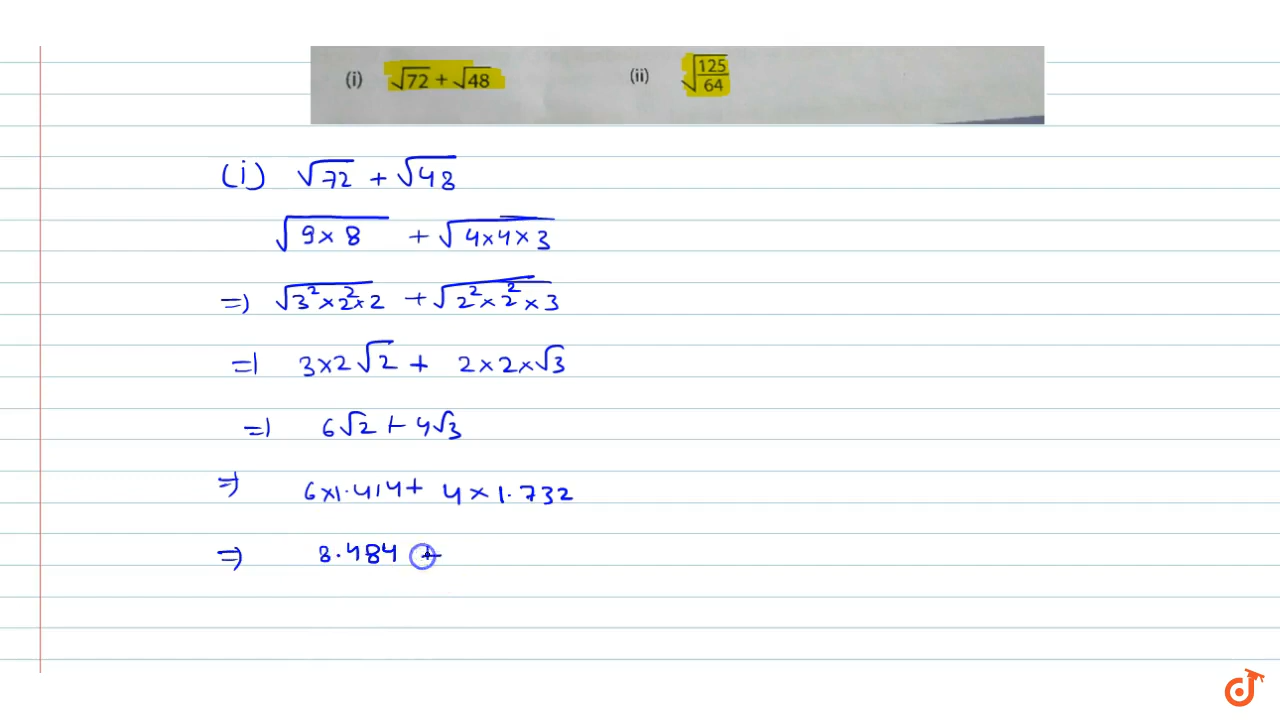 (i) √72 + √48 (ii) √(125/64)
(i) √72 + √48
√(9×8) + √(4×4×3)
=) √(3²×2²×2) + √(2²×2²×3)
=) 3×2√2 + 2×2×√3
=) 6√2 + 4√3
=) 6×1.414 + 4×1.732
=) 8.484 +